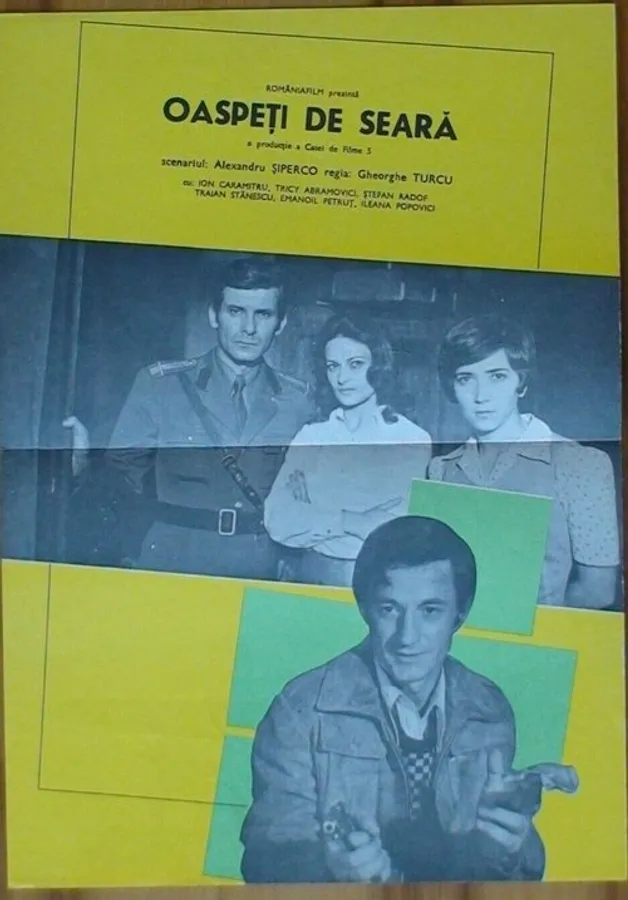 ROMÂNIAFILM prezintă
OASPEȚI DE SEARĂ
o producție a Casei de Filme 5
scenariul: Alexandru ȘIPERCO regia: Gheorghe TURCU
cu: ION CARAMITRU, TRICY ABRAMOVICI, ȘTEFAN RADOF
TRAIAN STĂNESCU, EMANOIL PETRUȚ, ILEANA POPOVICI